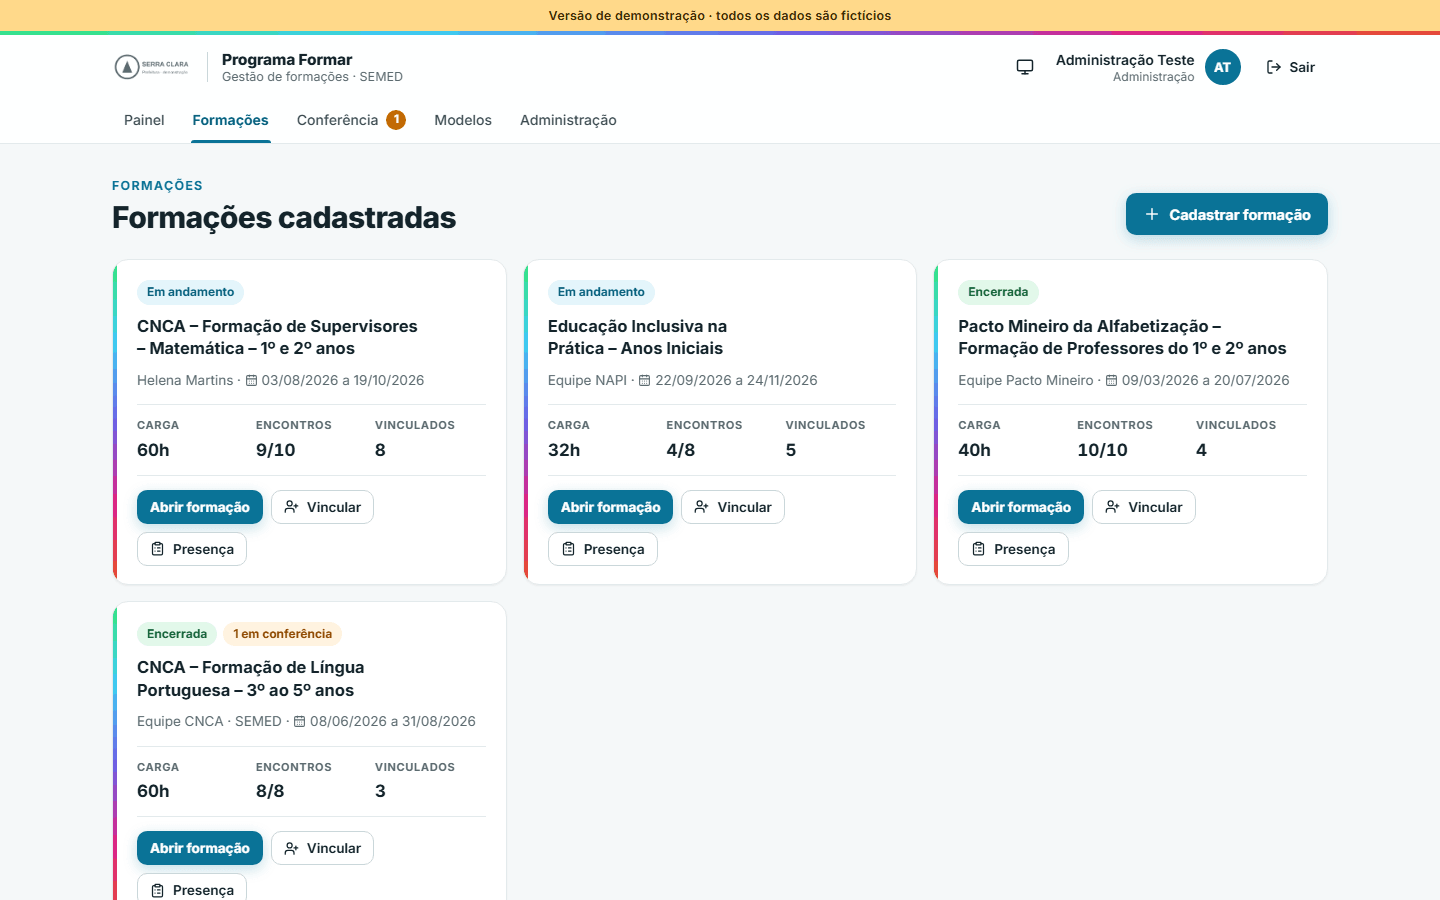 Versão de demonstração · todos os dados são fictícios
SERRA CLARA
Programa Formar
Gestão de formações · SEMED
Administração Teste
Administração
AT
Sair
Painel
Formações
Conferência 1
Modelos
Administração
FORMAÇÕES
Formações cadastradas
Cadastrar formação
Em andamento
CNCA – Formação de Supervisores
– Matemática – 1º e 2º anos
Helena Martins · 03/08/2026 a 19/10/2026
CARGA ENCONTROS VINCULADOS
60h 9/10 8
Abrir formação Vincular
Presença
Em andamento
Educação Inclusiva na
Prática – Anos Iniciais
Equipe NAPI · 22/09/2026 a 24/11/2026
CARGA ENCONTROS VINCULADOS
32h 4/8 5
Abrir formação Vincular
Presença
Encerrada
Pacto Mineiro da Alfabetização –
Formação de Professores do 1º e 2º anos
Equipe Pacto Mineiro · 09/03/2026 a 20/07/2026
CARGA ENCONTROS VINCULADOS
40h 10/10 4
Abrir formação Vincular
Presença
Encerrada 1 em conferência
CNCA – Formação de Língua
Portuguesa – 3º ao 5º anos
Equipe CNCA · SEMED · 08/06/2026 a 31/08/2026
CARGA ENCONTROS VINCULADOS
60h 8/8 3
Abrir formação Vincular
Presença